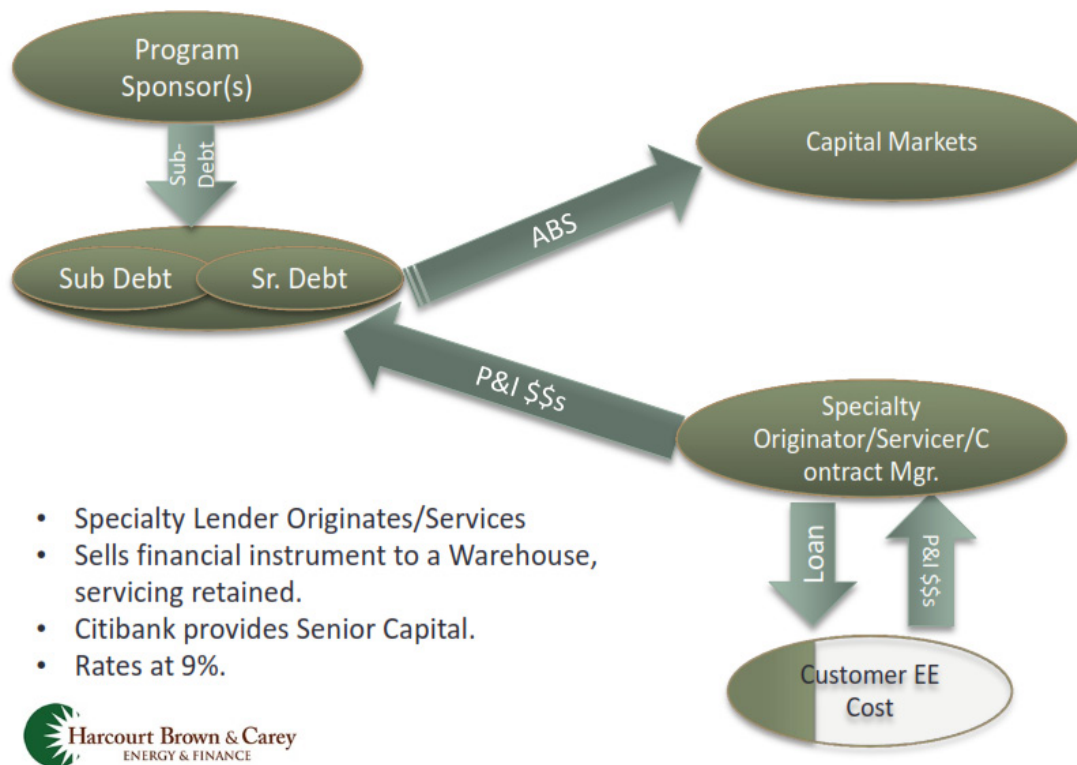 Program
Sponsor(s)
Sub-
Debt
Capital Markets
ABS
Sub Debt
Sr. Debt
P&I $$s
Specialty
Originator/Servicer/C
ontract Mgr.
Loan
P&I $$s
Customer EE
Cost
• Specialty Lender Originates/Services
• Sells financial instrument to a Warehouse,
servicing retained.
• Citibank provides Senior Capital.
• Rates at 9%.
Harcourt Brown & Carey
ENERGY & FINANCE